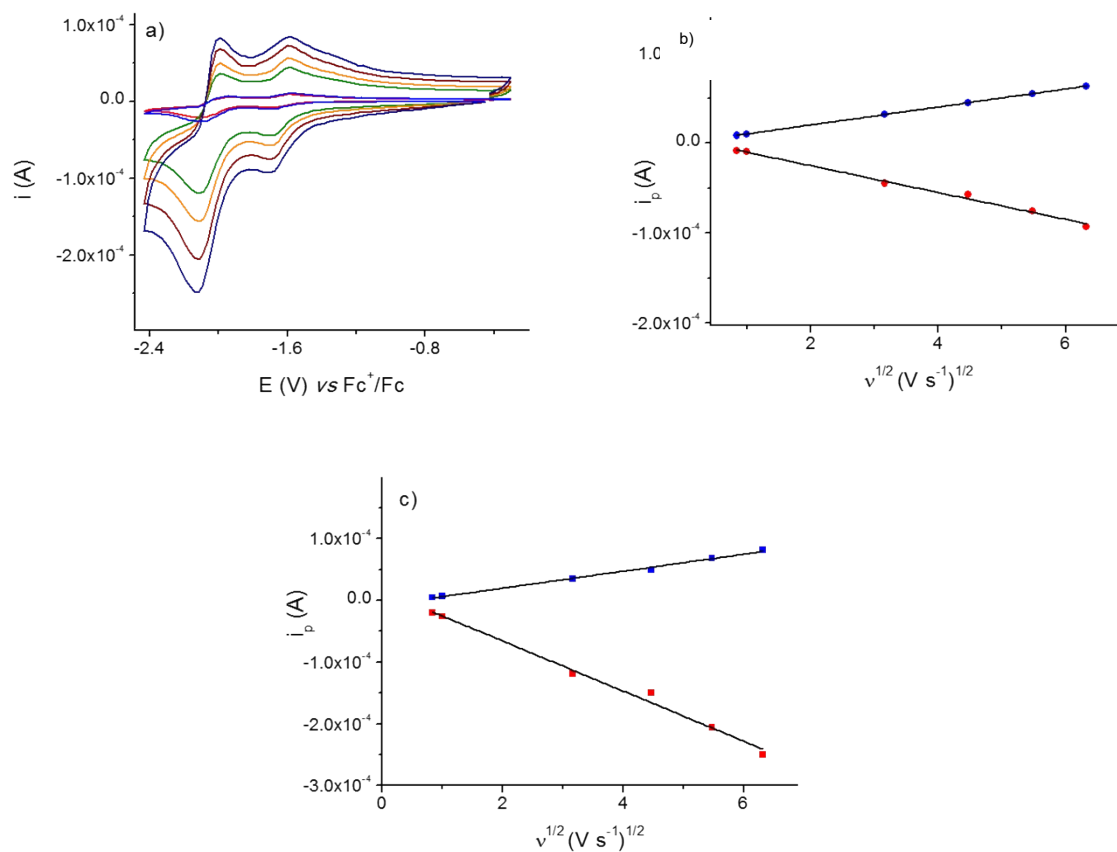 a)
1.0x10⁻⁴
0.0
-1.0x10⁻⁴
-2.0x10⁻⁴
i (A)
-2.4
-1.6
-0.8
E (V) vs Fc⁺/Fc
b)
1.0
0.0
-1.0x10⁻⁴
-2.0x10⁻⁴
i_p (A)
2
4
6
ν^1/2 (V s⁻¹)^1/2
c)
1.0x10⁻⁴
0.0
-1.0x10⁻⁴
-2.0x10⁻⁴
-3.0x10⁻⁴
i_p (A)
0
2
4
6
ν^1/2 (V s⁻¹)^1/2